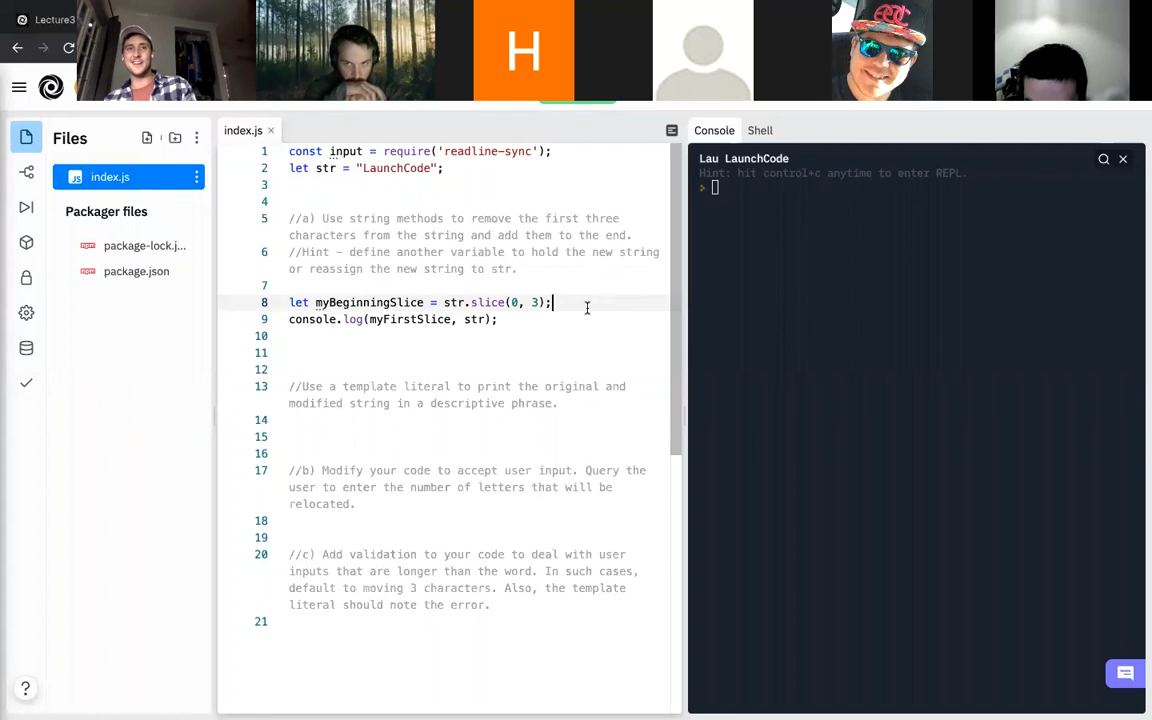 Lecture3
H
Files
index.js
Packager files
package-lock.j...
package.json
?
index.js ×
1 const input = require('readline-sync');
2 let str = "LaunchCode";
3
4
5 //a) Use string methods to remove the first three
characters from the string and add them to the end.
6 //Hint - define another variable to hold the new string
or reassign the new string to str.
7
8 let myBeginningSlice = str.slice(0, 3);
9 console.log(myFirstSlice, str);
10
11
12
13 //Use a template literal to print the original and
modified string in a descriptive phrase.
14
15
16
17 //b) Modify your code to accept user input. Query the
user to enter the number of letters that will be
relocated.
18
19
20 //c) Add validation to your code to deal with user
inputs that are longer than the word. In such cases,
default to moving 3 characters. Also, the template
literal should note the error.
21
Console Shell
Lau LaunchCode
Hint: hit control+c anytime to enter REPL.
>